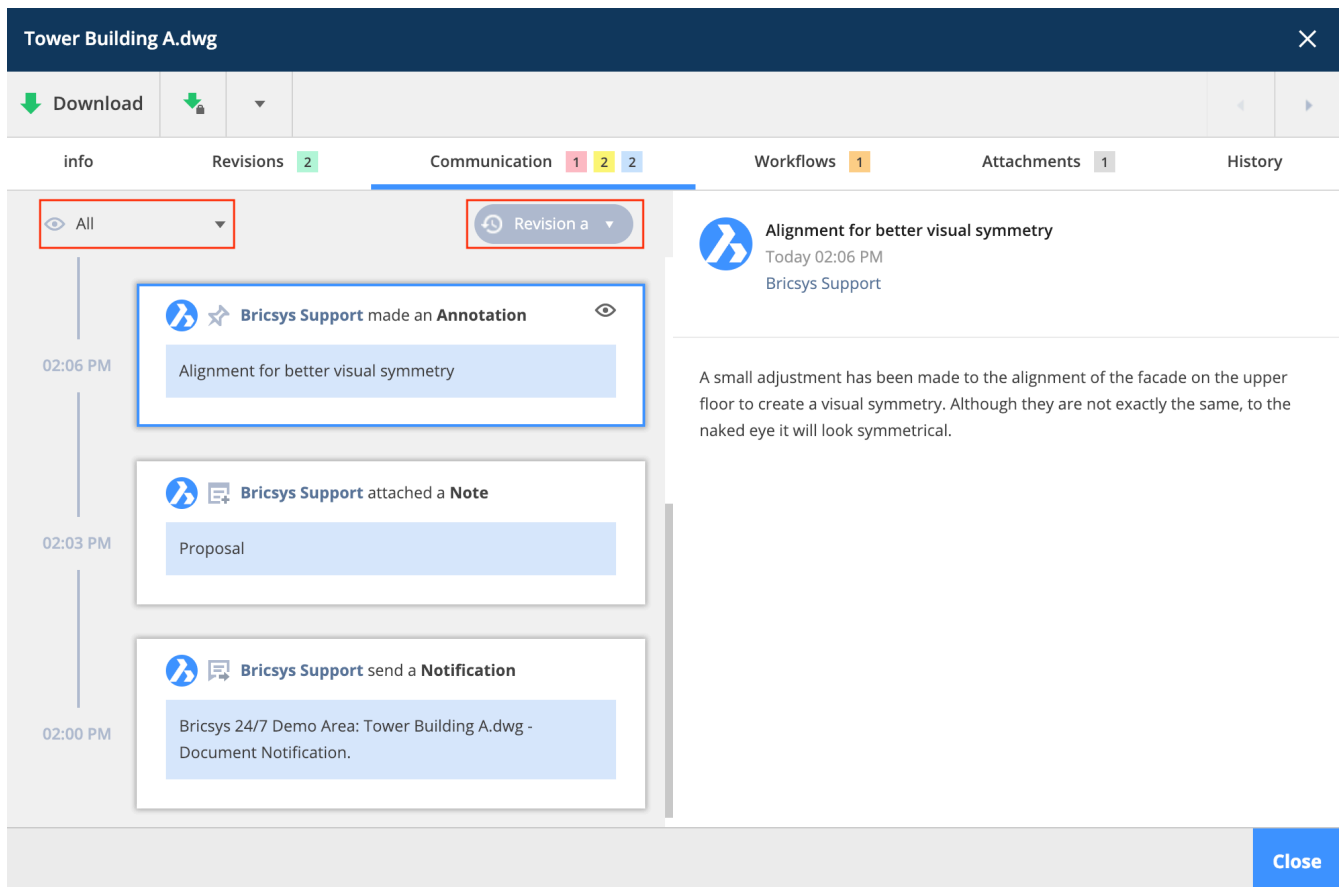 Tower Building A.dwg
Download
info
Revisions 2
Communication 1 2 2
Workflows 1
Attachments 1
History
All
Revision a
02:06 PM
Bricsys Support made an Annotation
Alignment for better visual symmetry
02:03 PM
Bricsys Support attached a Note
Proposal
02:00 PM
Bricsys Support send a Notification
Bricsys 24/7 Demo Area: Tower Building A.dwg -
Document Notification.
Alignment for better visual symmetry
Today 02:06 PM
Bricsys Support
A small adjustment has been made to the alignment of the facade on the upper
floor to create a visual symmetry. Although they are not exactly the same, to the
naked eye it will look symmetrical.
Close